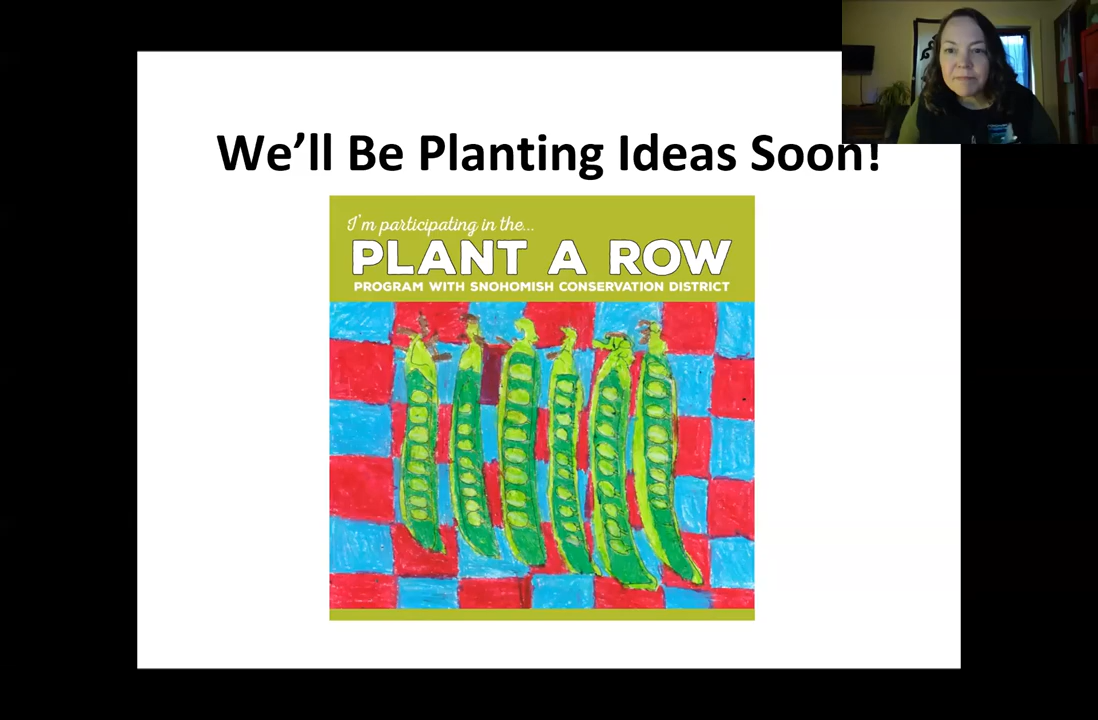 We'll Be Planting Ideas Soon!
I'm participating in the...
PLANT A ROW
PROGRAM WITH SNOHOMISH CONSERVATION DISTRICT